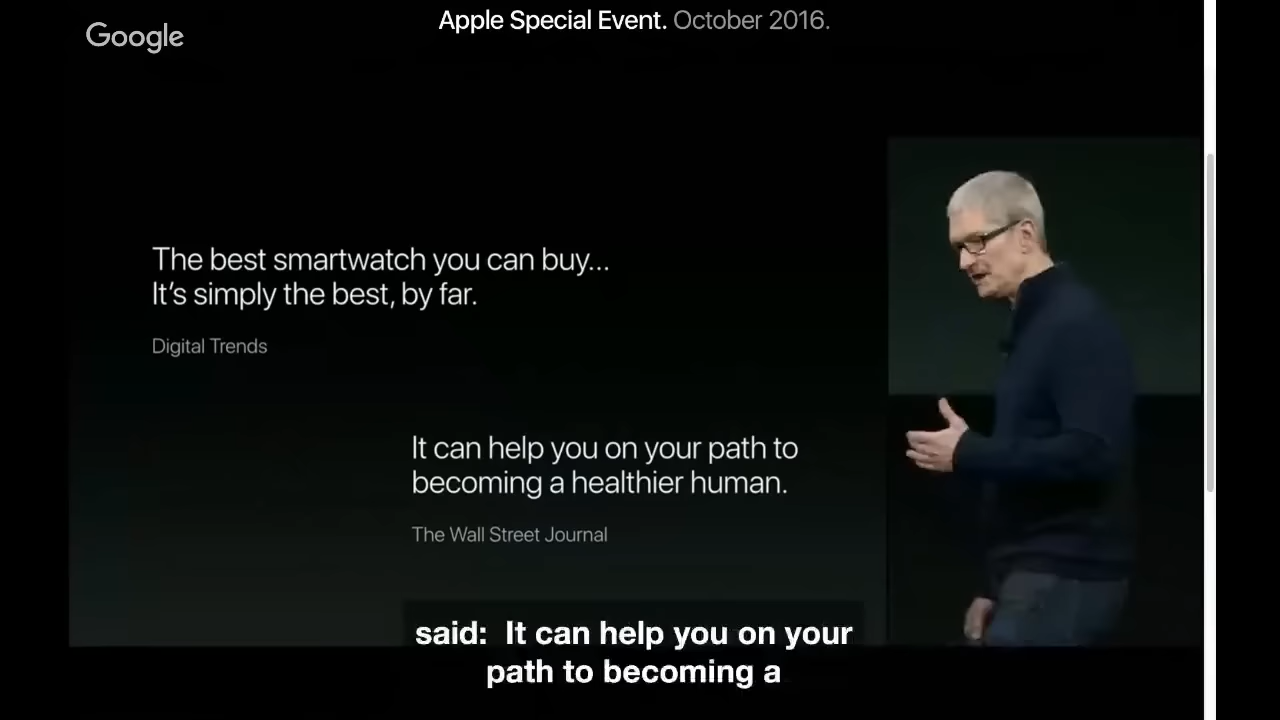 Apple Special Event. October 2016.
Google
The best smartwatch you can buy...
It's simply the best, by far.
Digital Trends
It can help you on your path to
becoming a healthier human.
The Wall Street Journal
said:  It can help you on your
path to becoming a